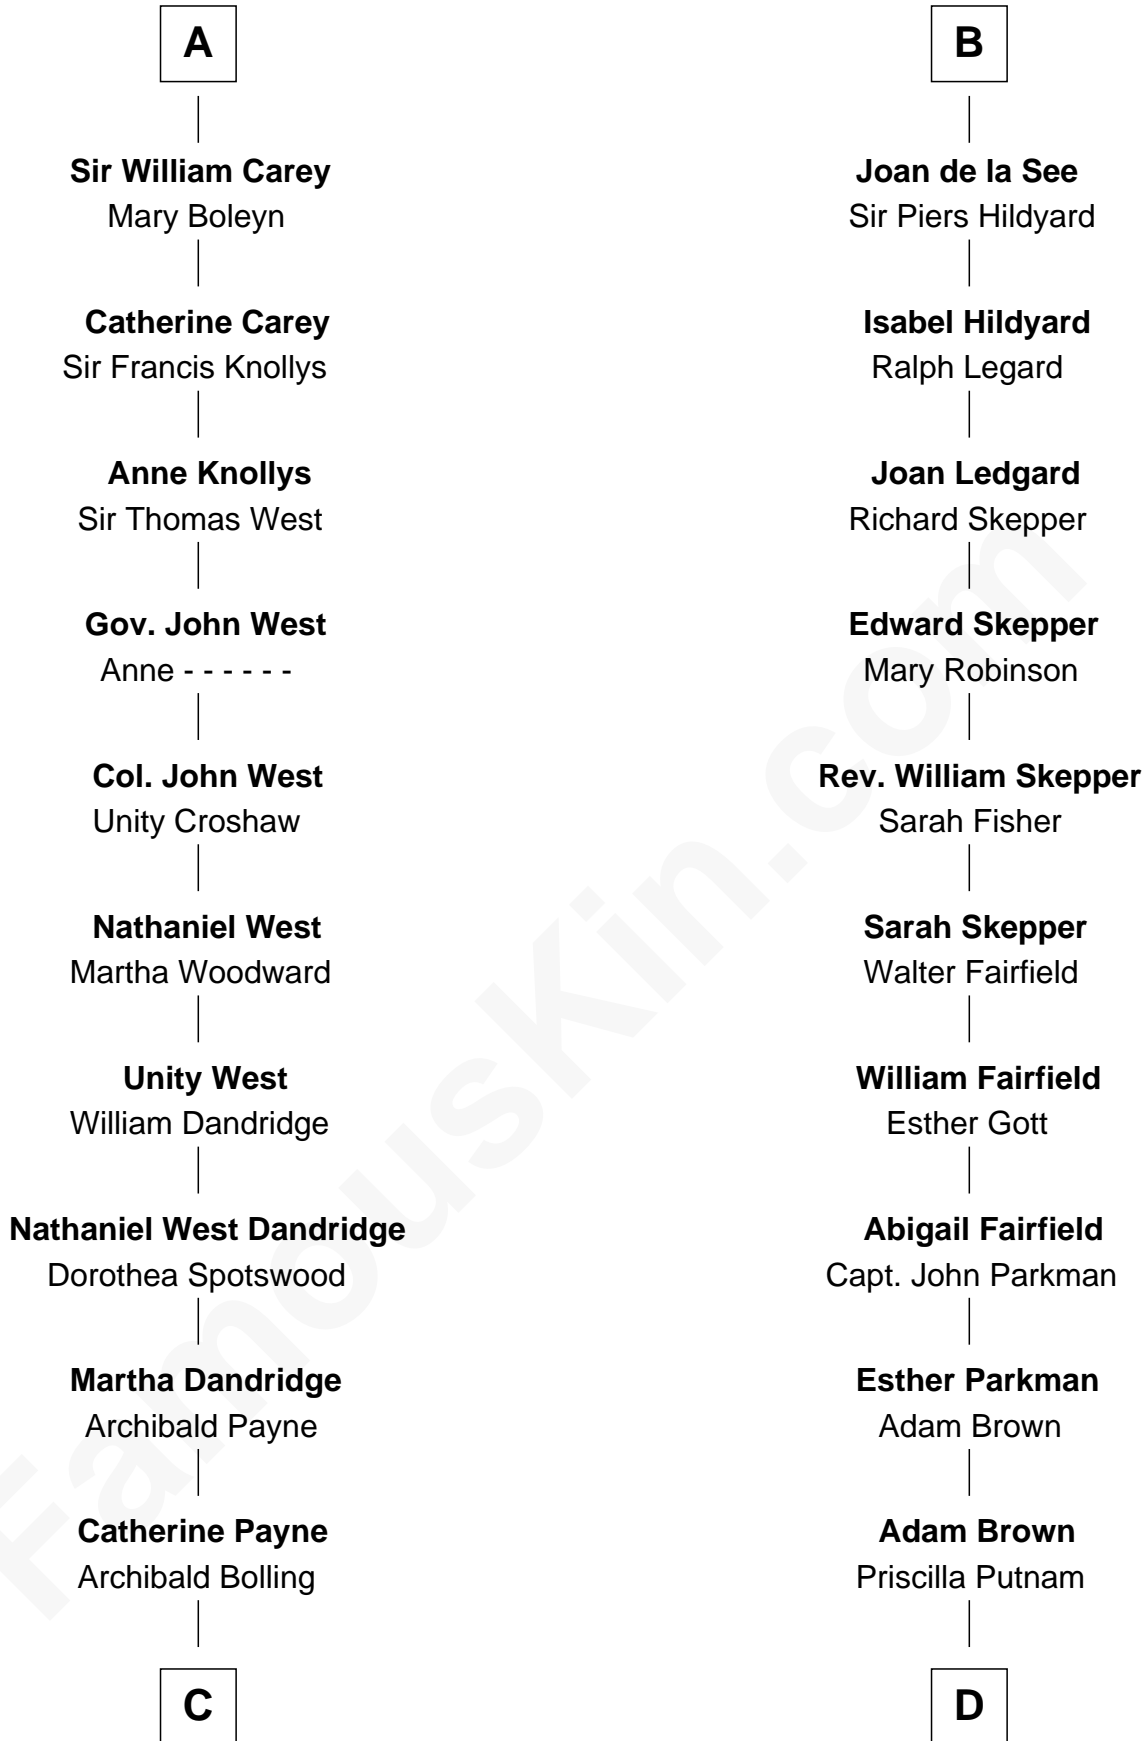 A
Sir William Carey
Mary Boleyn
Catherine Carey
Sir Francis Knollys
Anne Knollys
Sir Thomas West
Gov. John West
Anne - - - - - -
Col. John West
Unity Croshaw
Nathaniel West
Martha Woodward
Unity West
William Dandridge
Nathaniel West Dandridge
Dorothea Spotswood
Martha Dandridge
Archibald Payne
Catherine Payne
Archibald Bolling
C
B
Joan de la See
Sir Piers Hildyard
Isabel Hildyard
Ralph Legard
Joan Ledgard
Richard Skepper
Edward Skepper
Mary Robinson
Rev. William Skepper
Sarah Fisher
Sarah Skepper
Walter Fairfield
William Fairfield
Esther Gott
Abigail Fairfield
Capt. John Parkman
Esther Parkman
Adam Brown
Adam Brown
Priscilla Putnam
D
FamousKin.com